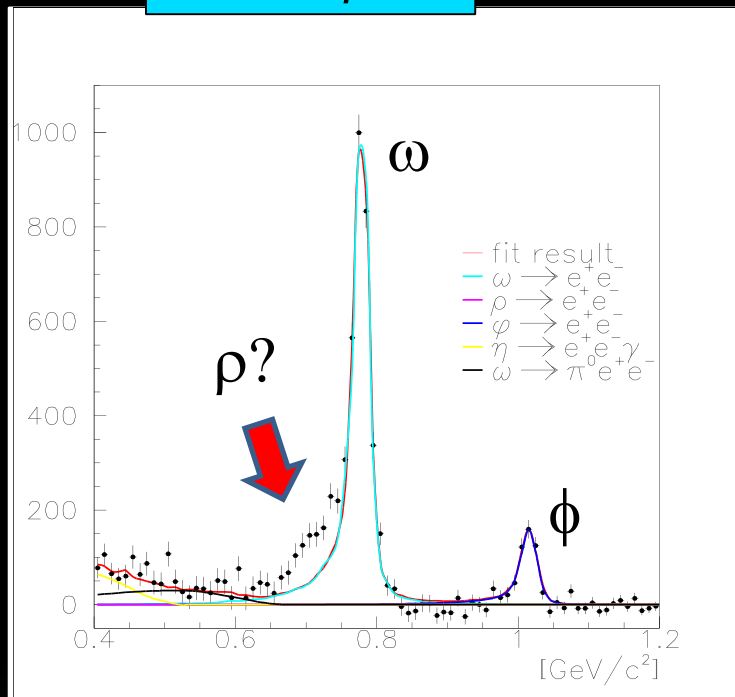 1000
800
600
400
200
0
0.4
0.6
0.8
1
1.2
[GeV/c²]
ω
ρ?
ϕ
fit result
ω → e⁺e⁻
ρ → e⁺e⁻
φ → e⁺e⁻
η → e⁺e⁻γ
ω → π⁰e⁺e⁻